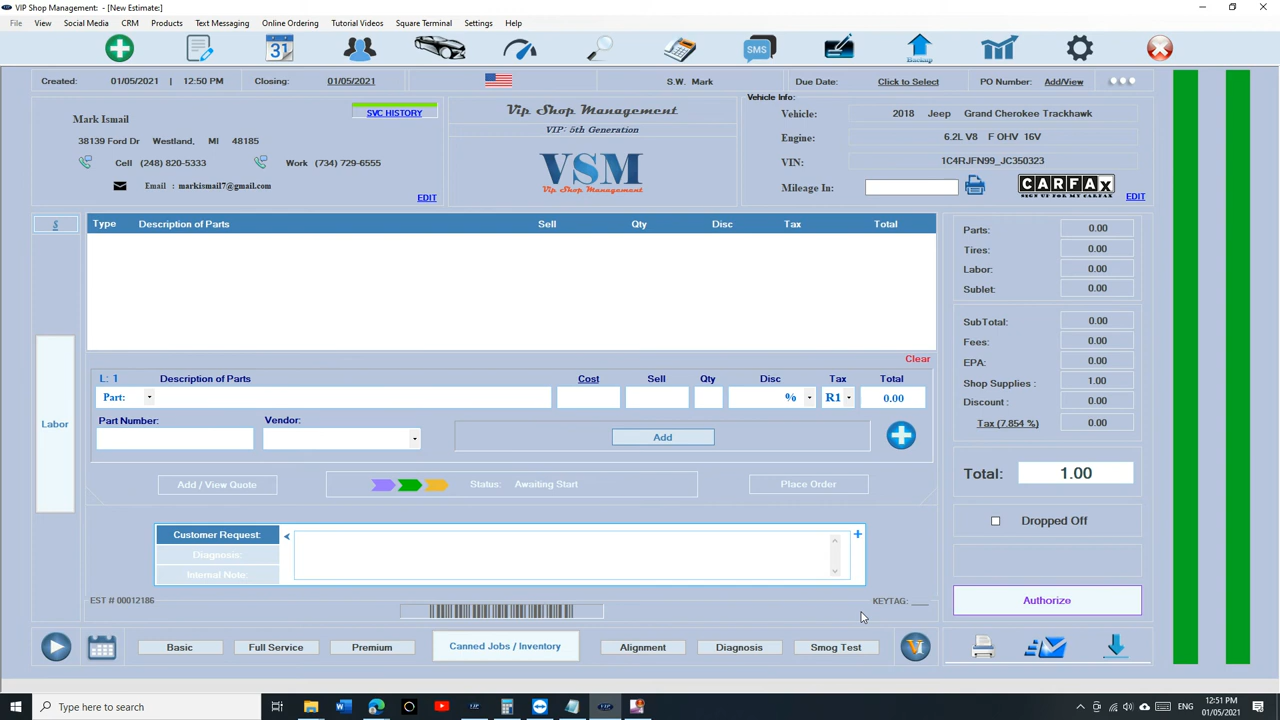 VIP Shop Management: - [New Estimate:]
File View Social Media CRM Products Text Messaging Online Ordering Tutorial Videos Square Terminal Settings Help
31 SMS Backup
Created: 01/05/2021 | 12:50 PM Closing: 01/05/2021 S.W. Mark Due Date: Click to Select PO Number: Add/View
Vehicle Info:
Mark Ismail SVC HISTORY Vip Shop Management Vehicle: 2018 Jeep Grand Cherokee Trackhawk
VIP: 5th Generation
38139 Ford Dr Westland, MI 48185 Engine: 6.2L V8 F OHV 16V
Cell (248) 820-5333 Work (734) 729-6555 VSM VIN: 1C4RJFN99_JC350323
Email : markismail7@gmail.com Vip Shop Management Mileage In: CARFAX
SIGN UP FOR MY CARFAX
EDIT EDIT
$ Type Description of Parts Sell Qty Disc Tax Total
Parts: 0.00
Tires: 0.00
Labor: 0.00
Sublet: 0.00
SubTotal: 0.00
Fees: 0.00
Clear EPA: 0.00
L: 1 Description of Parts Cost Sell Qty Disc Tax Total Shop Supplies : 1.00
Part: % R1 0.00 Discount : 0.00
Part Number: Vendor: Tax (7.854 %) 0.00
Labor Add
Total: 1.00
Add / View Quote Status: Awaiting Start Place Order
Dropped Off
Customer Request:
Diagnosis:
Internal Note:
EST # 00012186 KEYTAG: ____ Authorize
Basic Full Service Premium Canned Jobs / Inventory Alignment Diagnosis Smog Test
Type here to search ENG 12:51 PM
01/05/2021